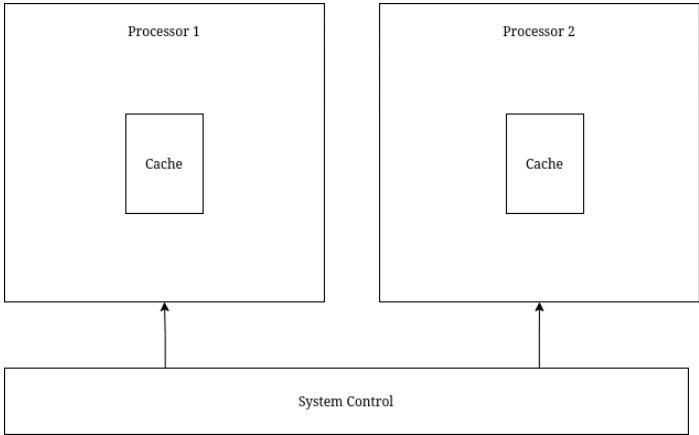 Processor 1
Processor 2
Cache
Cache
System Control